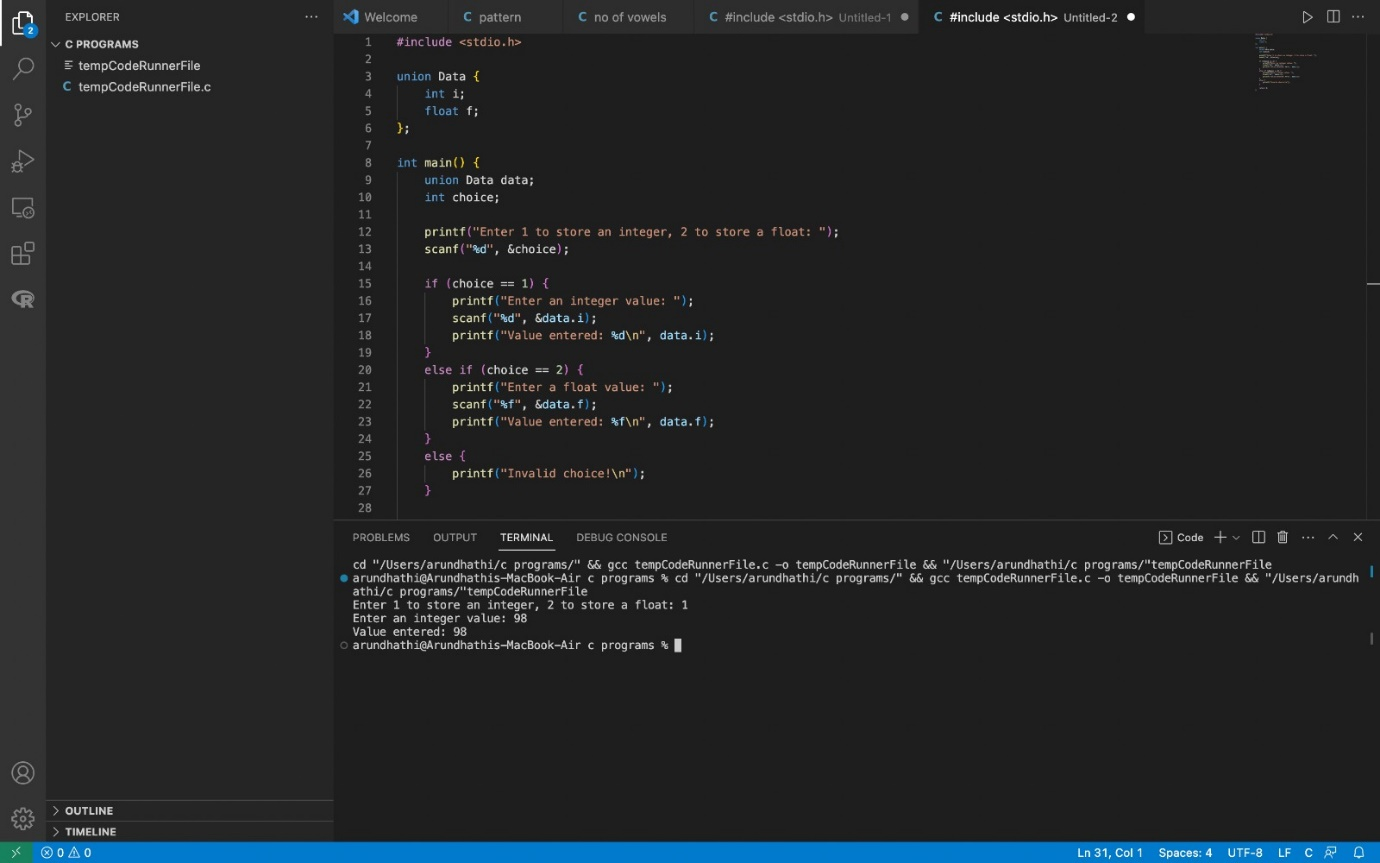 EXPLORER
2
C PROGRAMS
tempCodeRunnerFile
C tempCodeRunnerFile.c
OUTLINE
TIMELINE
Welcome
C pattern
C no of vowels
C #include <stdio.h> Untitled-1
C #include <stdio.h> Untitled-2
1 #include <stdio.h>
2
3 union Data {
4     int i;
5     float f;
6 };
7
8 int main() {
9     union Data data;
10     int choice;
11
12     printf("Enter 1 to store an integer, 2 to store a float: ");
13     scanf("%d", &choice);
14
15     if (choice == 1) {
16         printf("Enter an integer value: ");
17         scanf("%d", &data.i);
18         printf("Value entered: %d\n", data.i);
19     }
20     else if (choice == 2) {
21         printf("Enter a float value: ");
22         scanf("%f", &data.f);
23         printf("Value entered: %f\n", data.f);
24     }
25     else {
26         printf("Invalid choice!\n");
27     }
28
PROBLEMS OUTPUT TERMINAL DEBUG CONSOLE
Code
cd "/Users/arundhathi/c programs/" && gcc tempCodeRunnerFile.c -o tempCodeRunnerFile && "/Users/arundhathi/c programs/"tempCodeRunnerFile
arundhathi@Arundhathis-MacBook-Air c programs % cd "/Users/arundhathi/c programs/" && gcc tempCodeRunnerFile.c -o tempCodeRunnerFile && "/Users/arundh
athi/c programs/"tempCodeRunnerFile
Enter 1 to store an integer, 2 to store a float: 1
Enter an integer value: 98
Value entered: 98
arundhathi@Arundhathis-MacBook-Air c programs %
R
0 0
Ln 31, Col 1 Spaces: 4 UTF-8 LF C